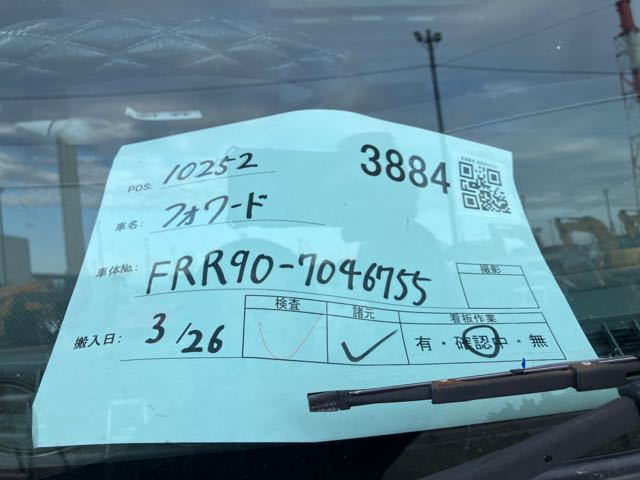 POS: 10252
3884
車名: フォワード
車体No.: FRR90-7046755
撮影
搬入日: 3/26
検査
諸元
看板作業
有・確認中・無